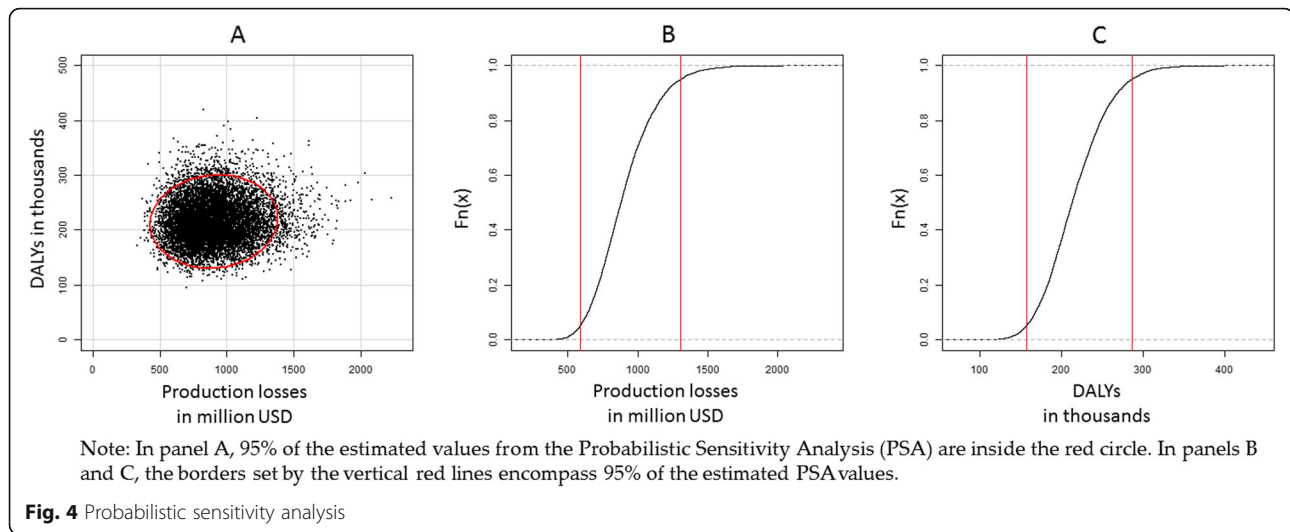 A
B
C
DALYs in thousands
500
400
300
200
100
0
0
500
1000
1500
2000
Production losses
in million USD
Fn(x)
1.0
0.8
0.6
0.4
0.2
0.0
500
1000
1500
2000
Production losses
in million USD
Fn(x)
1.0
0.8
0.6
0.4
0.2
0.0
100
200
300
400
DALYs
in thousands
Note: In panel A, 95% of the estimated values from the Probabilistic Sensitivity Analysis (PSA) are inside the red circle. In panels B
and C, the borders set by the vertical red lines encompass 95% of the estimated PSA values.
Fig. 4 Probabilistic sensitivity analysis